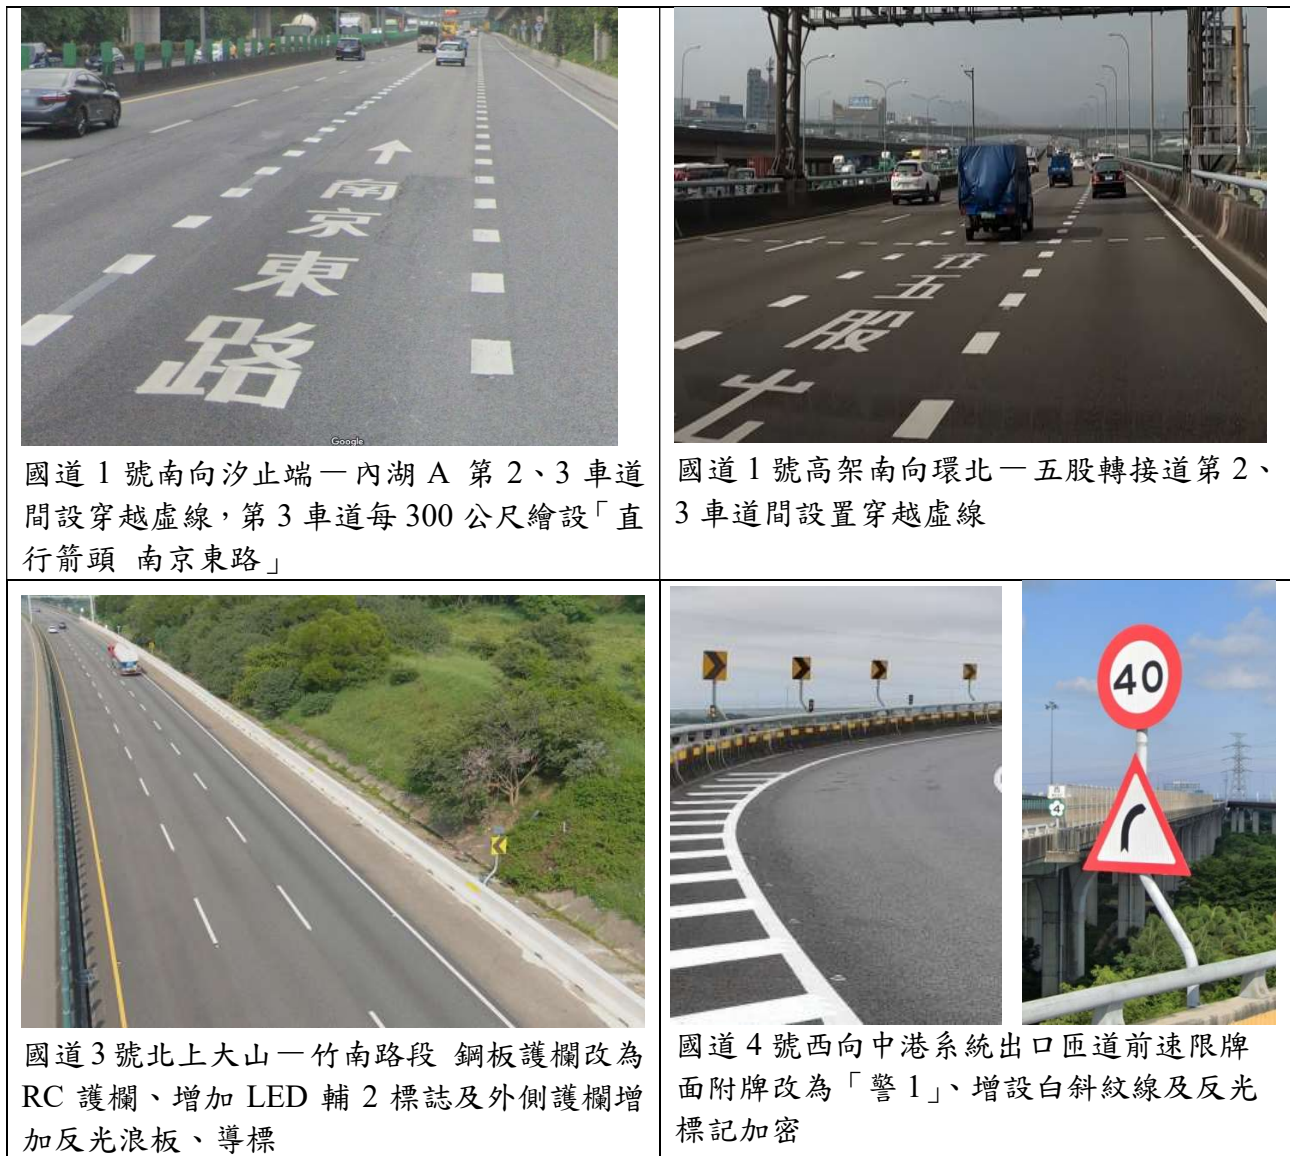 南
京
東
路
Google
國道 1 號南向汐止端－內湖 A 第 2、3 車道
間設穿越虛線，第 3 車道每 300 公尺繪設「直
行箭頭 南京東路」
往
五
股
國道 1 號高架南向環北－五股轉接道第 2、
3 車道間設置穿越虛線
國道 3 號北上大山－竹南路段 鋼板護欄改為
RC 護欄、增加 LED 輔 2 標誌及外側護欄增
加反光浪板、導標
40
4
國道 4 號西向中港系統出口匝道前速限牌
面附牌改為「警 1」、增設白斜紋線及反光
標記加密